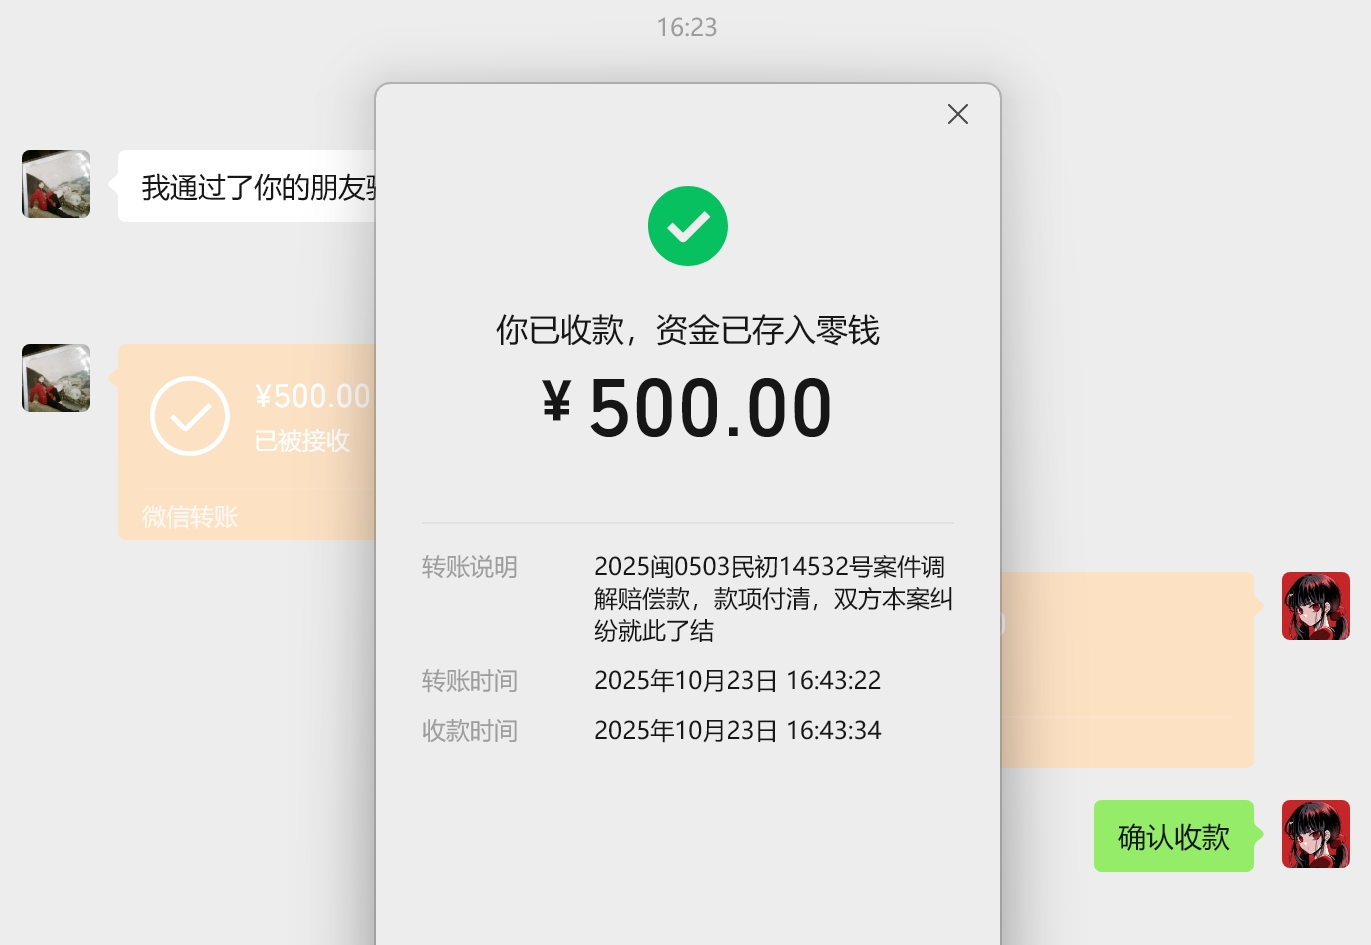 16:23
我通过了你的朋友
¥500.00
已被接收
微信转账
你已收款，资金已存入零钱
¥500.00
转账说明
2025闽0503民初14532号案件调
解赔偿款，款项付清，双方本案纠
纷就此了结
转账时间
2025年10月23日 16:43:22
收款时间
2025年10月23日 16:43:34
确认收款